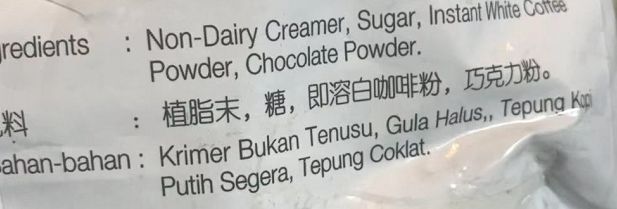 redients : Non-Dairy Creamer, Sugar, Instant White Coffee
Powder, Chocolate Powder.
料 : 植脂末，糖，即溶白咖啡粉，巧克力粉。
ahan-bahan : Krimer Bukan Tenusu, Gula Halus,, Tepung Kopi
Putih Segera, Tepung Coklat.